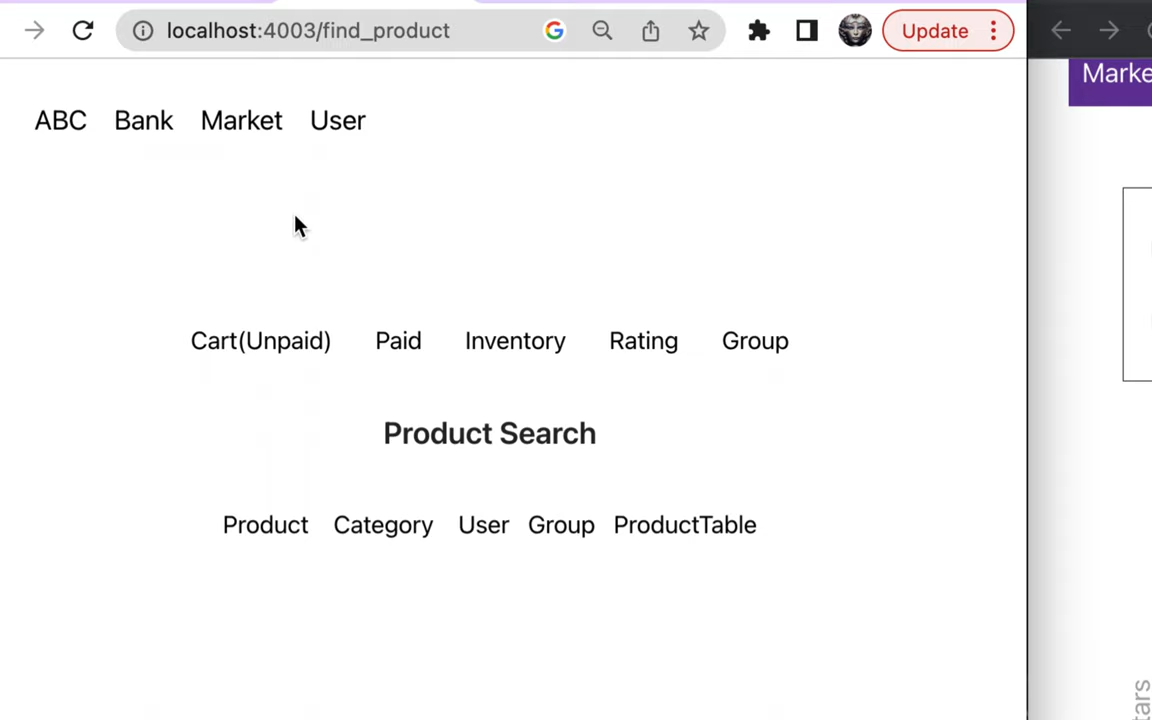 localhost:4003/find_product
Update
ABC Bank Market User
Cart(Unpaid) Paid Inventory Rating Group
Product Search
Product Category User Group ProductTable